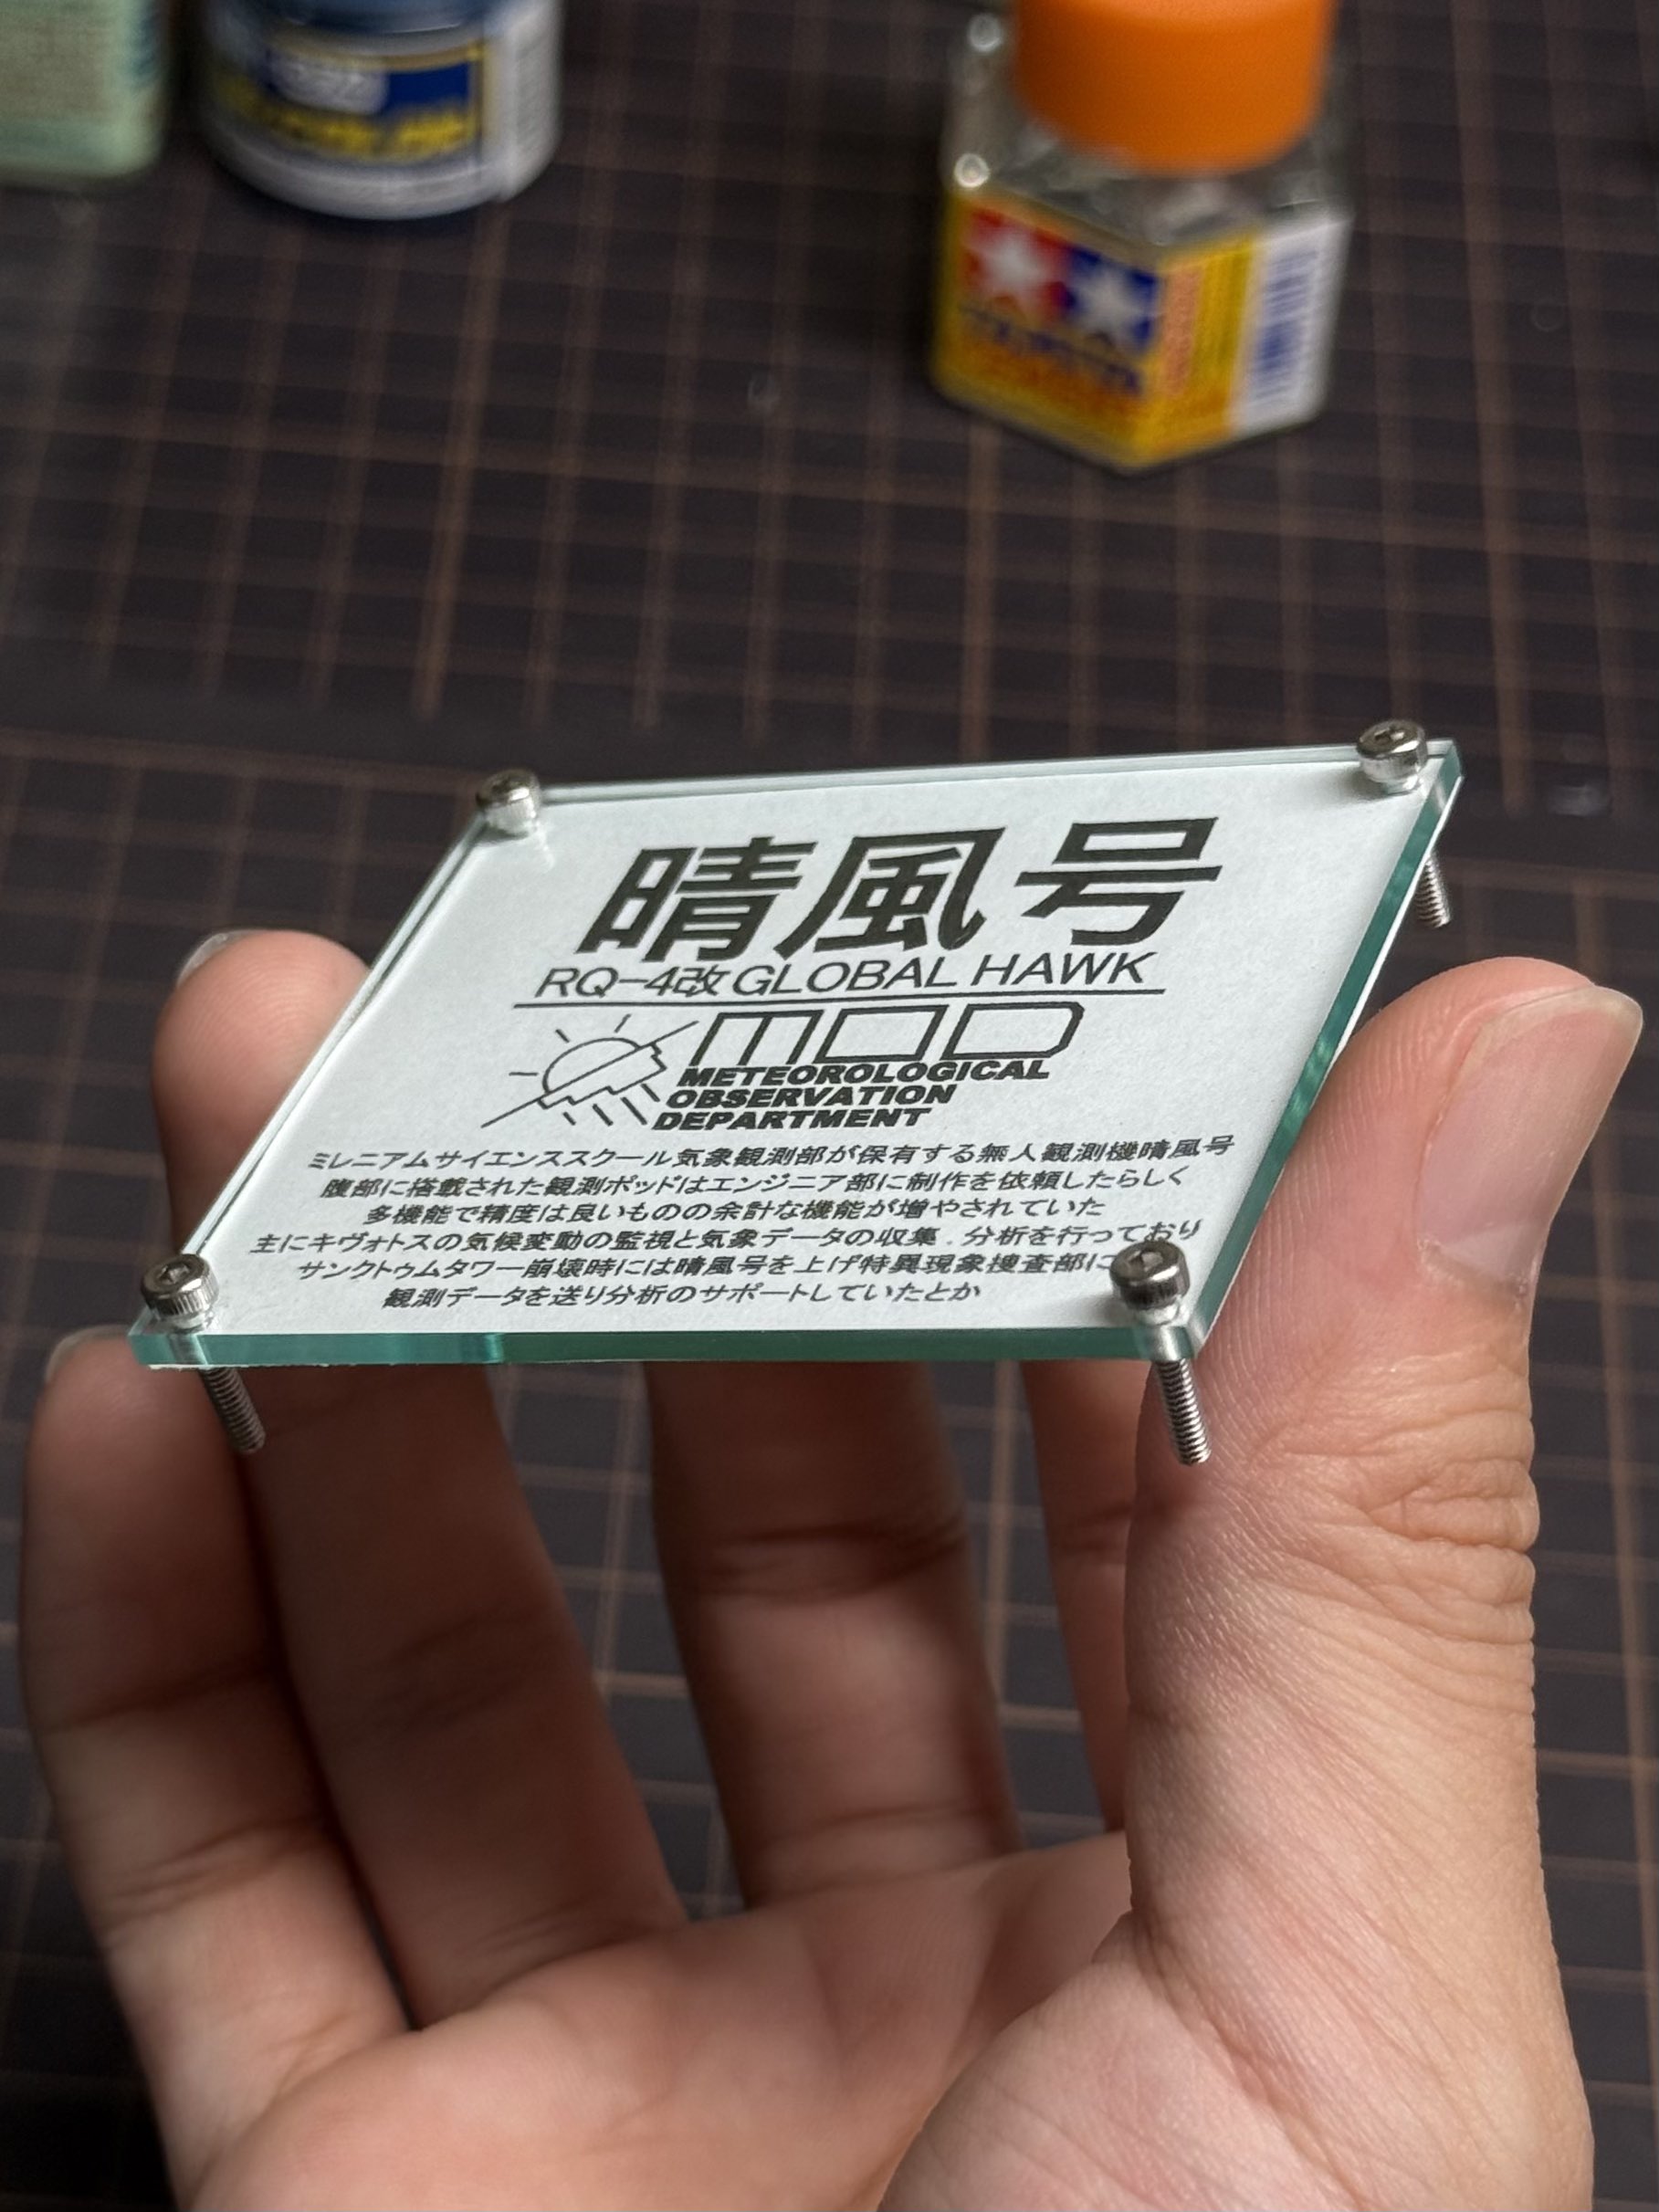 晴風号
RQ-4改 GLOBAL HAWK
MOD
METEOROLOGICAL
OBSERVATION
DEPARTMENT
ミレニアムサイエンススクール気象観測部が保有する無人観測機晴風号
腹部に搭載された観測ポッドはエンジニア部に制作を依頼したらしく
多機能で精度は良いものの余計な機能が増やされていた
主にキヴォトスの気候変動の監視と気象データの収集．分析を行っており
サンクトゥムタワー崩壊時には晴風号を上げ特異現象捜査部に
観測データを送り分析のサポートしていたとか
TAMIYA